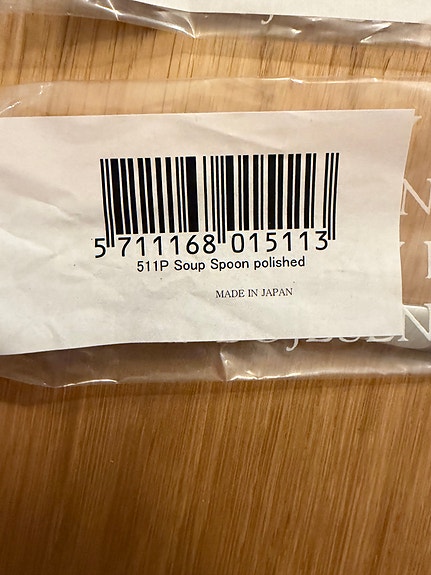 5 711168 015113
511P Soup Spoon polished
MADE IN JAPAN